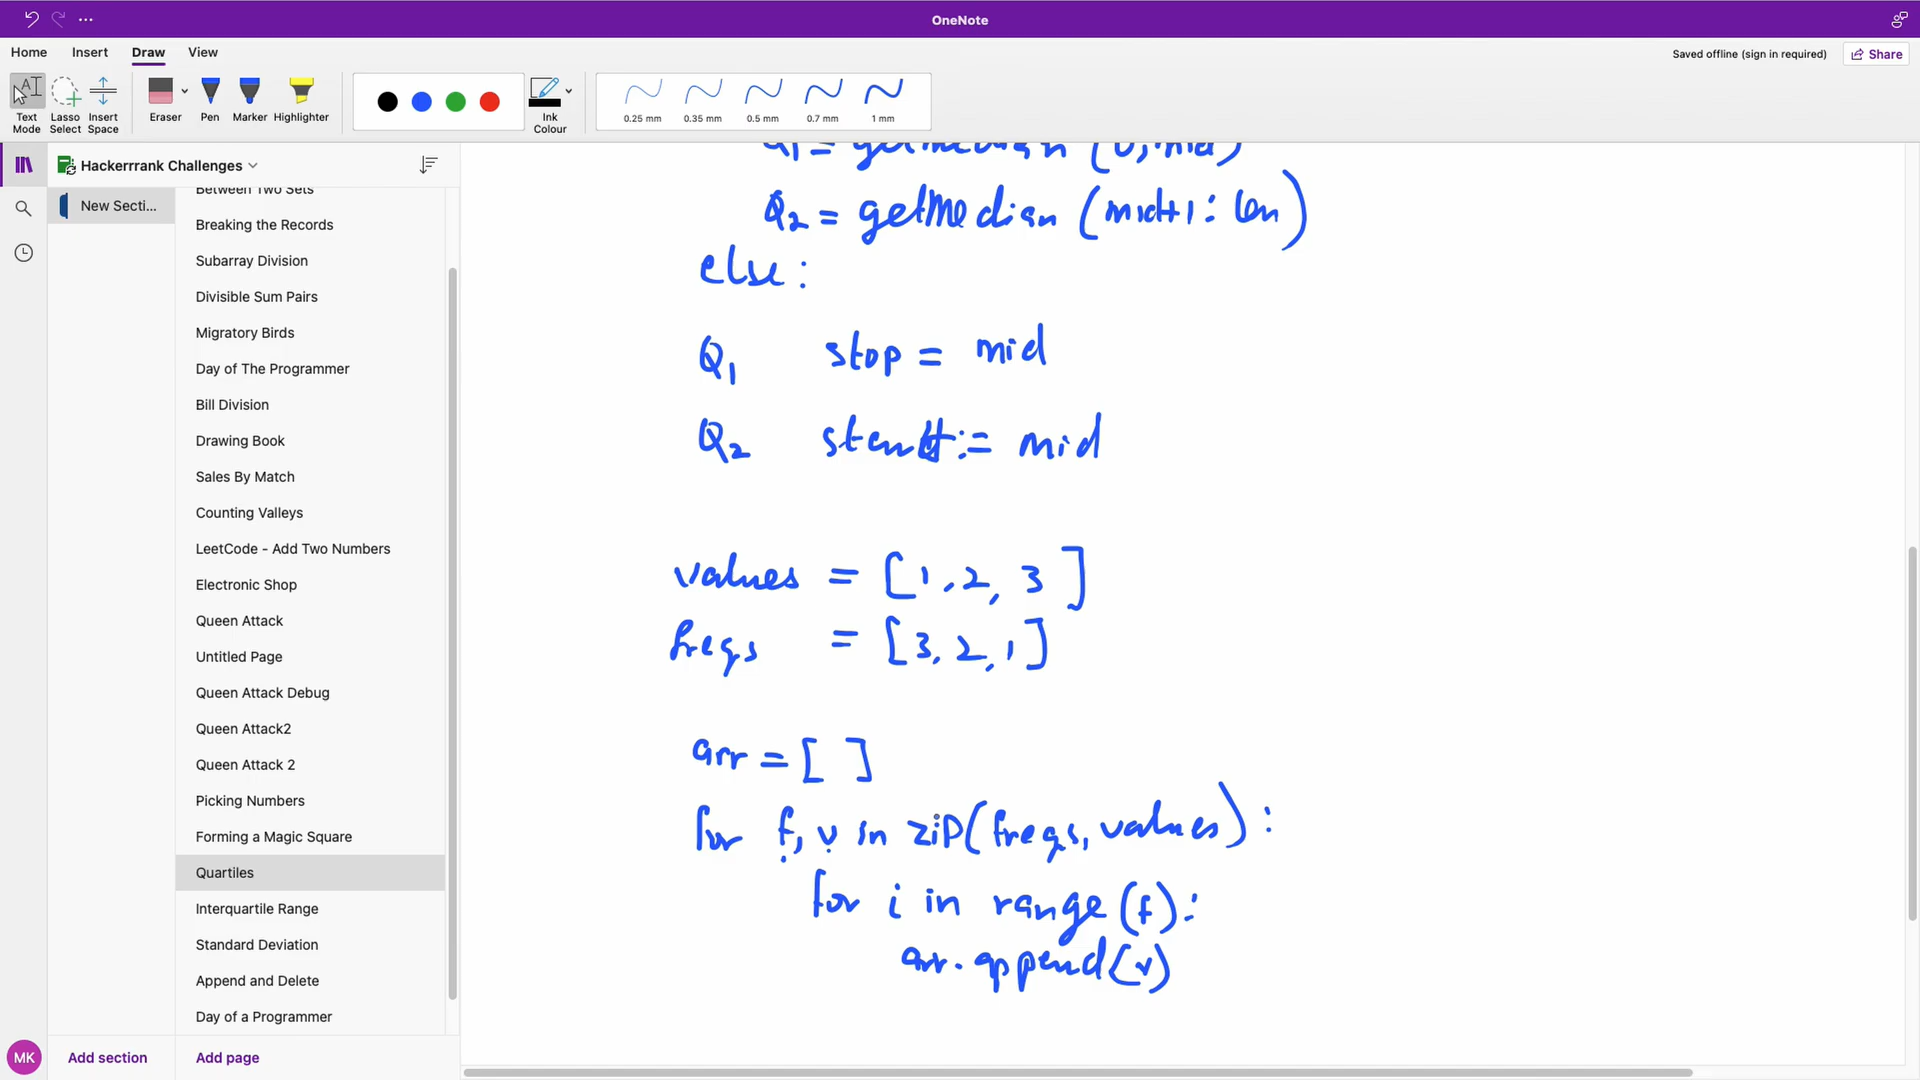 OneNote
Home Insert Draw View
Saved offline (sign in required) Share
Text Mode
Lasso Select
Insert Space
Eraser
Pen
Marker
Highlighter
Ink Colour
0.25 mm 0.35 mm 0.5 mm 0.7 mm 1 mm
Hackerrrank Challenges
New Secti...
Between Two Sets
Breaking the Records
Subarray Division
Divisible Sum Pairs
Migratory Birds
Day of The Programmer
Bill Division
Drawing Book
Sales By Match
Counting Valleys
LeetCode - Add Two Numbers
Electronic Shop
Queen Attack
Untitled Page
Queen Attack Debug
Queen Attack2
Queen Attack 2
Picking Numbers
Forming a Magic Square
Quartiles
Interquartile Range
Standard Deviation
Append and Delete
Day of a Programmer
MK
Add section
Add page
Q1 = getMedian (0, mid)
Q2 = getMedian (mid+1: len)
else:
Q1 stop = mid
Q2 = mid
values = [1, 2, 3]
freqs = [3, 2, 1]
arr = [ ]
for f, v in zip(freqs, values):
for i in range(f):
arr.append(v)